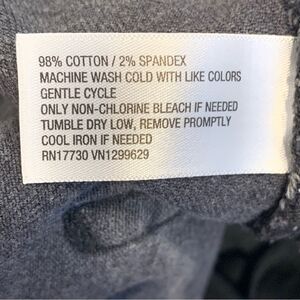 98% COTTON / 2% SPANDEX
MACHINE WASH COLD WITH LIKE COLORS
GENTLE CYCLE
ONLY NON-CHLORINE BLEACH IF NEEDED
TUMBLE DRY LOW, REMOVE PROMPTLY
COOL IRON IF NEEDED
RN17730 VN1299629